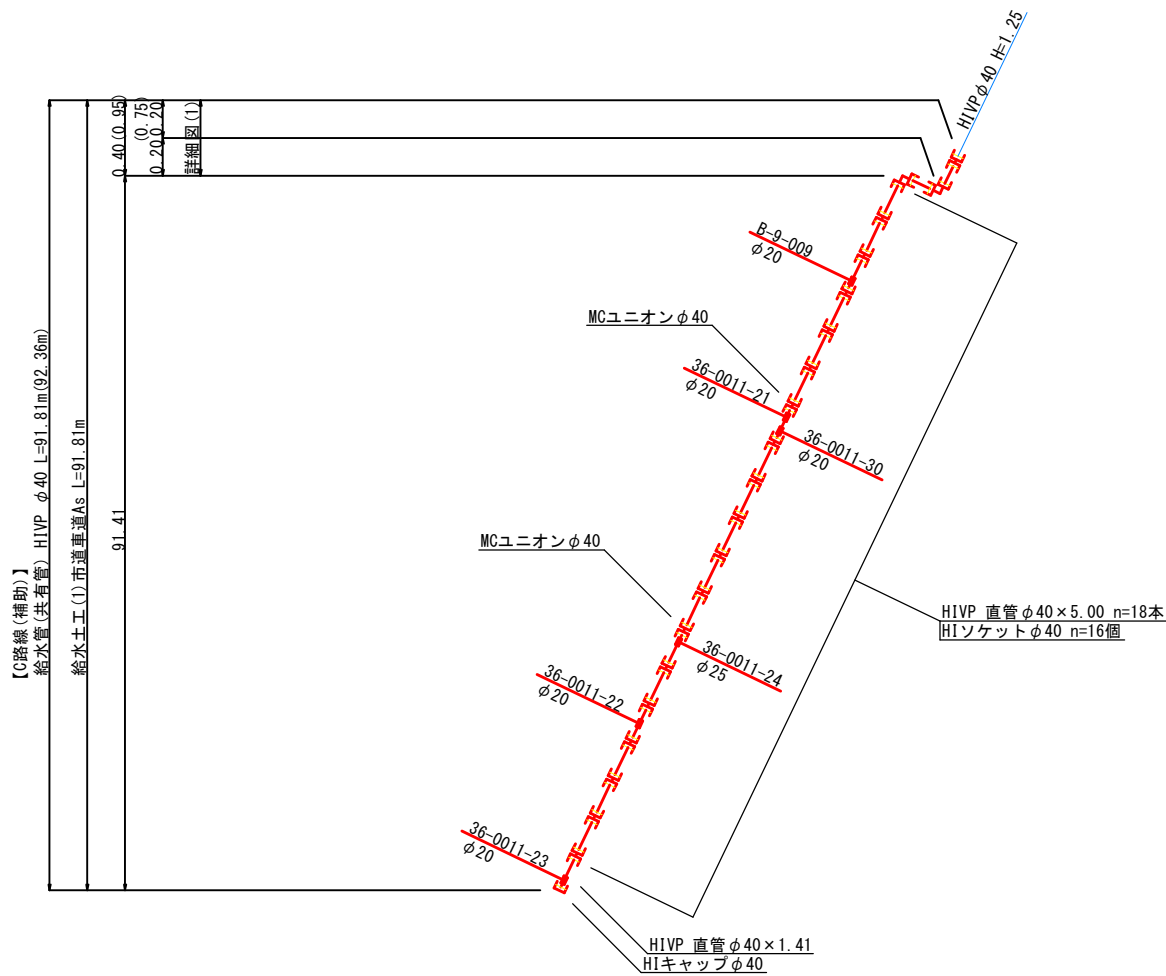 【C路線(補助)】
給水管(共有管) HIVP φ40 L=91.81m(92.36m)
給水土工(1)市道車道As L=91.81m
0.40(0.95)
91.41
(0.75)
0.20
0.20
詳細図(1)
HIVPφ40 H=1.25
B-9-009
φ20
MCユニオンφ40
36-0011-21
φ20
36-0011-30
φ20
MCユニオンφ40
36-0011-24
φ25
36-0011-22
φ20
36-0011-23
φ20
HIVP 直管φ40×5.00 n=18本
HIソケットφ40 n=16個
HIVP 直管φ40×1.41
HIキャップφ40